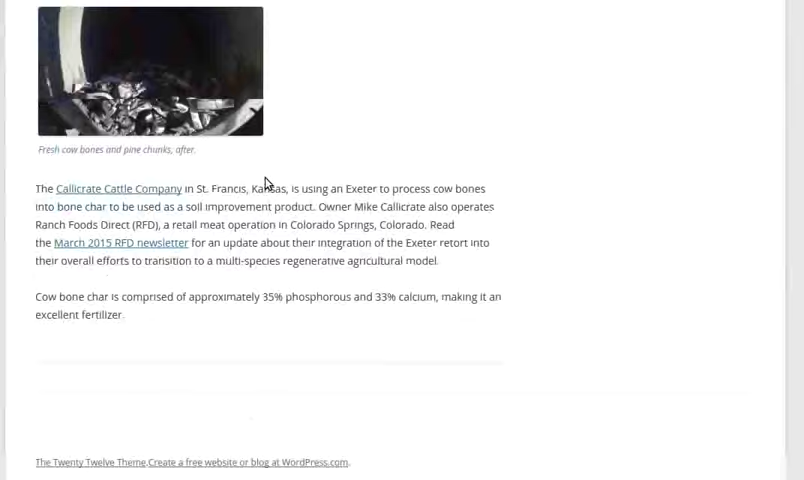 Fresh cow bones and pine chunks, after.
The Callicrate Cattle Company in St. Francis, Kansas, is using an Exeter to process cow bones
into bone char to be used as a soil improvement product. Owner Mike Callicrate also operates
Ranch Foods Direct (RFD), a retail meat operation in Colorado Springs, Colorado. Read
the March 2015 RFD newsletter for an update about their integration of the Exeter retort into
their overall efforts to transition to a multi-species regenerative agricultural model.
Cow bone char is comprised of approximately 35% phosphorous and 33% calcium, making it an
excellent fertilizer.
The Twenty Twelve Theme.Create a free website or blog at WordPress.com.